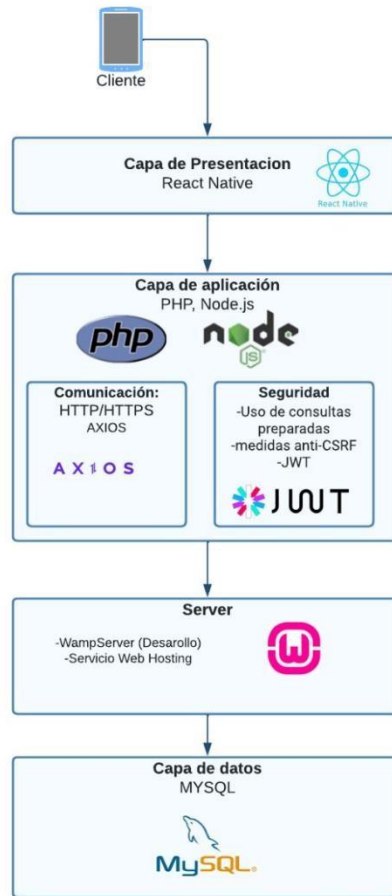 Cliente
Capa de Presentacion
React Native
React Native
Capa de aplicación
PHP, Node.js
php
node
JS
Comunicación:
HTTP/HTTPS
AXIOS
AXIOS
Seguridad
-Uso de consultas
preparadas
-medidas anti-CSRF
-JWT
JWT
Server
-WampServer (Desarollo)
-Servicio Web Hosting
W
Capa de datos
MYSQL
MySQL®